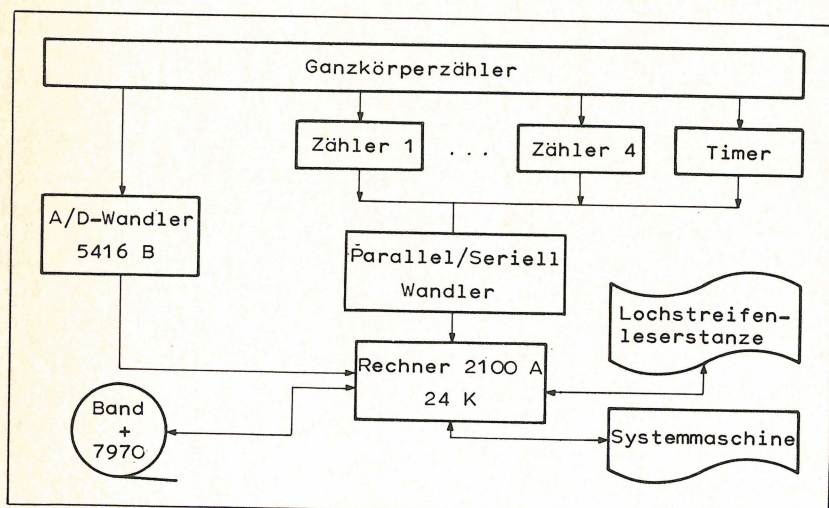 Ganzkörperzähler
Zähler 1
. . .
Zähler 4
Timer
A/D-Wandler
5416 B
Parallel/Seriell
Wandler
Lochstreifen-
leserstanze
Rechner 2100 A
24 K
Band
+
7970
Systemmaschine